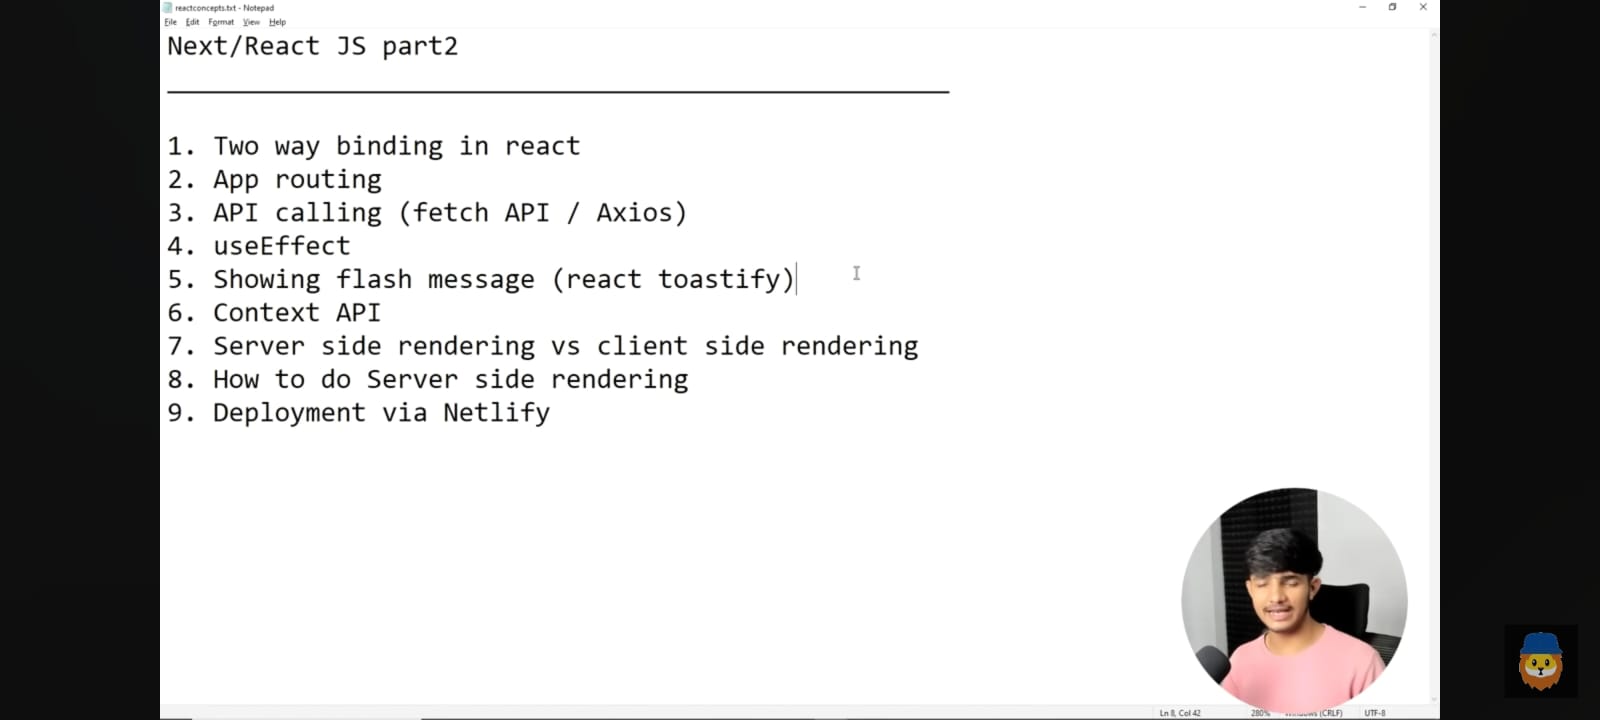 reactconcepts.txt - Notepad
File Edit Format View Help
Next/React JS part2
1. Two way binding in react
2. App routing
3. API calling (fetch API / Axios)
4. useEffect
5. Showing flash message (react toastify)
6. Context API
7. Server side rendering vs client side rendering
8. How to do Server side rendering
9. Deployment via Netlify
Ln 8, Col 42 280% (CRLF) UTF-8